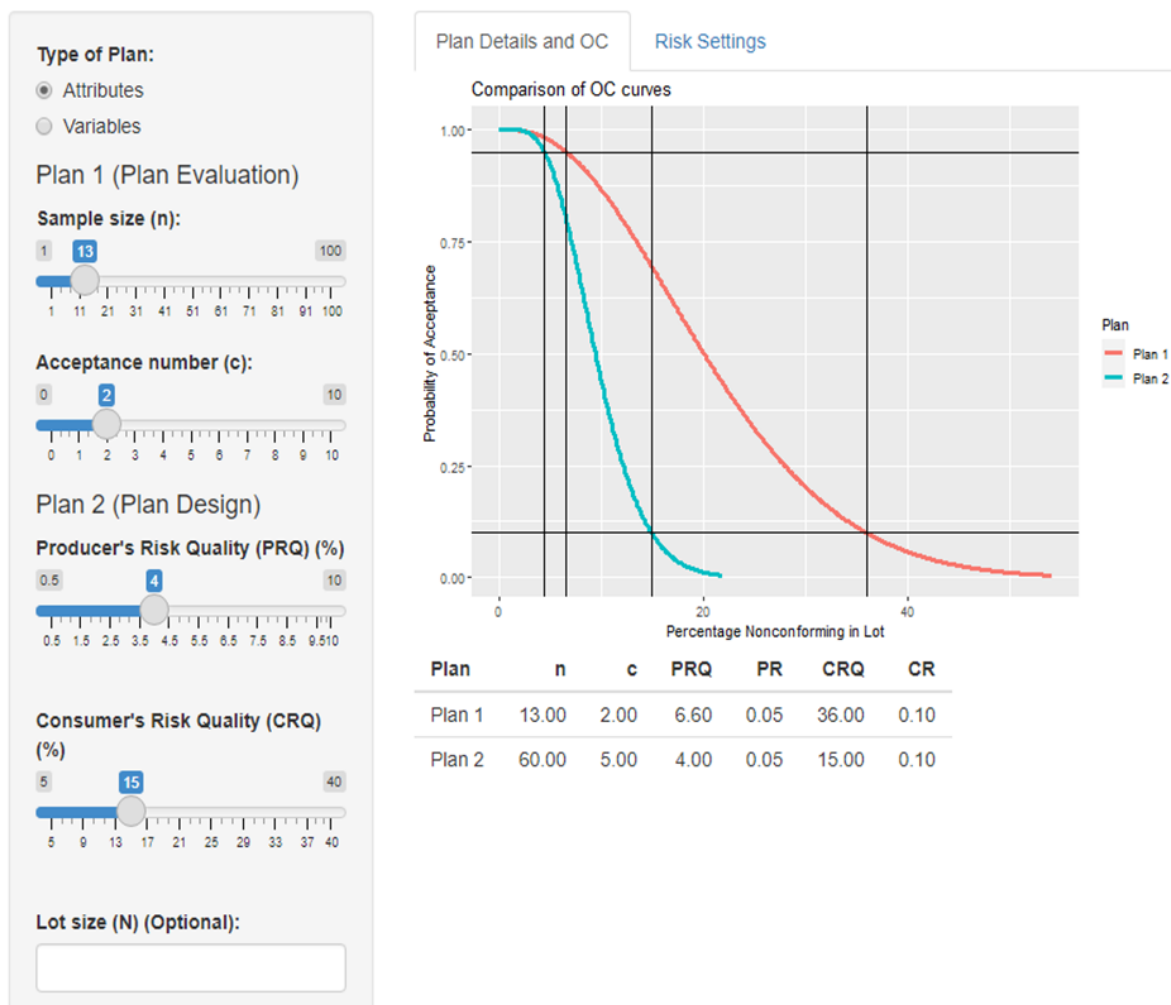 Type of Plan:
Attributes
Variables
Plan 1 (Plan Evaluation)
Sample size (n):
1 13 100
1 11 21 31 41 51 61 71 81 91 100
Acceptance number (c):
0 2 10
0 1 2 3 4 5 6 7 8 9 10
Plan 2 (Plan Design)
Producer's Risk Quality (PRQ) (%)
0.5 4 10
0.5 1.5 2.5 3.5 4.5 5.5 6.5 7.5 8.5 9.5 10
Consumer's Risk Quality (CRQ)
(%)
5 15 40
5 9 13 17 21 25 29 33 37 40
Lot size (N) (Optional):
Plan Details and OC Risk Settings
Comparison of OC curves
Probability of Acceptance
1.00
0.75
0.50
0.25
0.00
0 20 40
Percentage Nonconforming in Lot
Plan
Plan 1
Plan 2
Plan n c PRQ PR CRQ CR
Plan 1 13.00 2.00 6.60 0.05 36.00 0.10
Plan 2 60.00 5.00 4.00 0.05 15.00 0.10